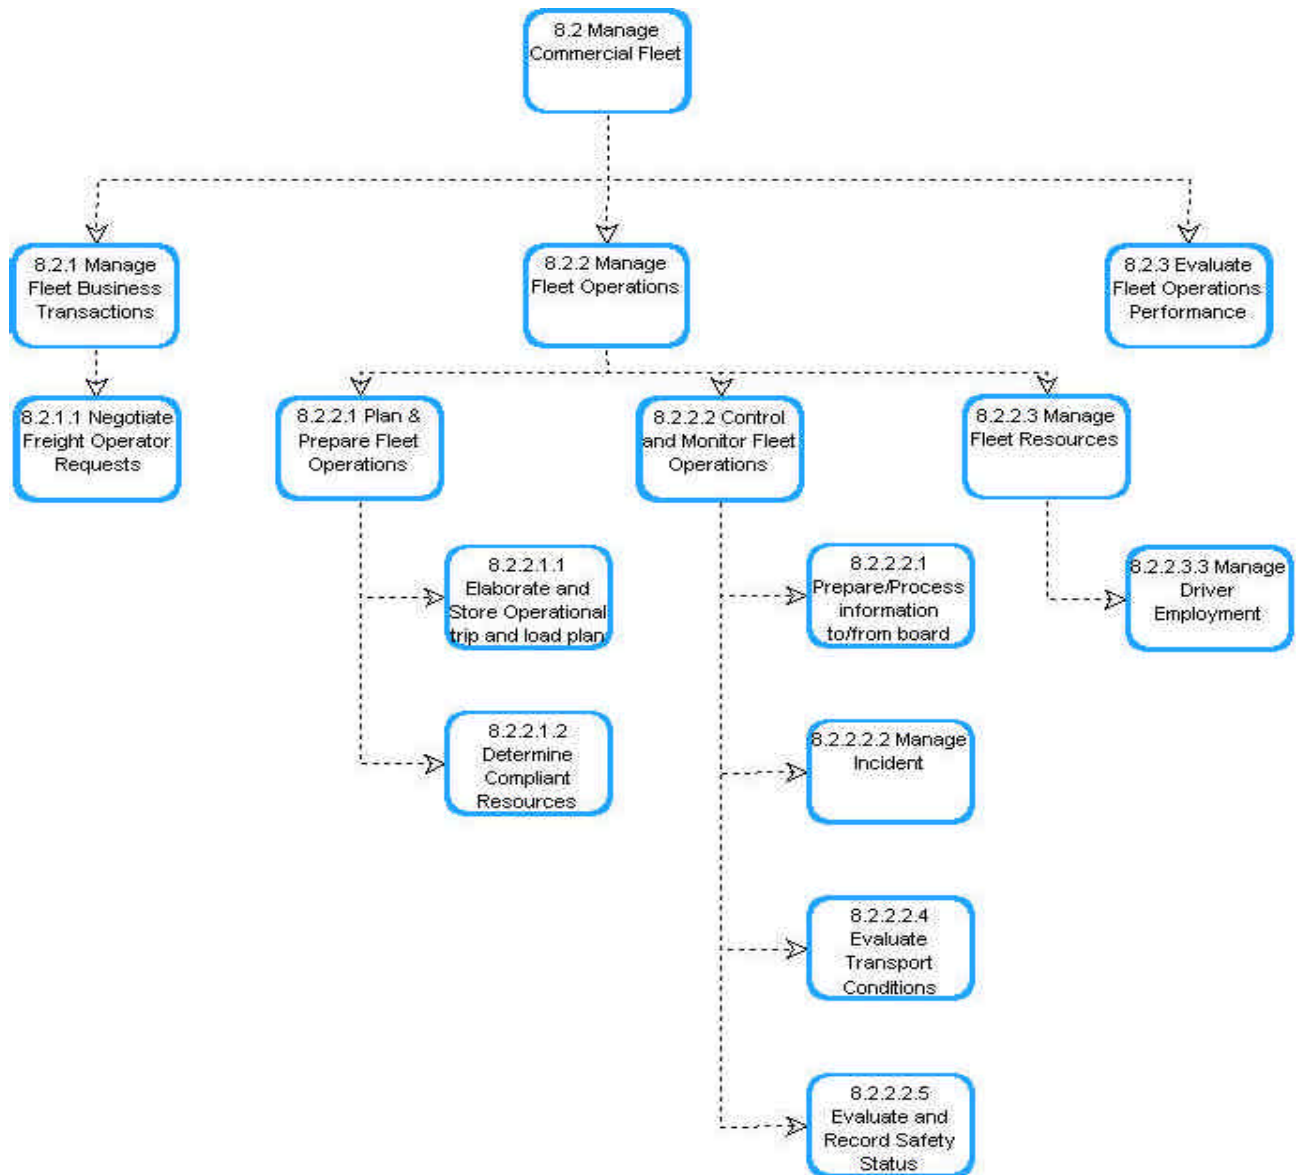 8.2 Manage
Commercial Fleet
8.2.1 Manage
Fleet Business
Transactions
8.2.2 Manage
Fleet Operations
8.2.3 Evaluate
Fleet Operations
Performance
8.2.1.1 Negotiate
Freight Operator
Requests
8.2.2.1 Plan &
Prepare Fleet
Operations
8.2.2.2 Control
and Monitor Fleet
Operations
8.2.2.3 Manage
Fleet Resources
8.2.2.1.1
Elaborate and
Store Operational
trip and load plan
8.2.2.2.1
Prepare/Process
information
to/from board
8.2.2.3.3 Manage
Driver
Employment
8.2.2.1.2
Determine
Compliant
Resources
8.2.2.2.2 Manage
Incident
8.2.2.2.4
Evaluate
Transport
Conditions
8.2.2.2.5
Evaluate and
Record Safety
Status